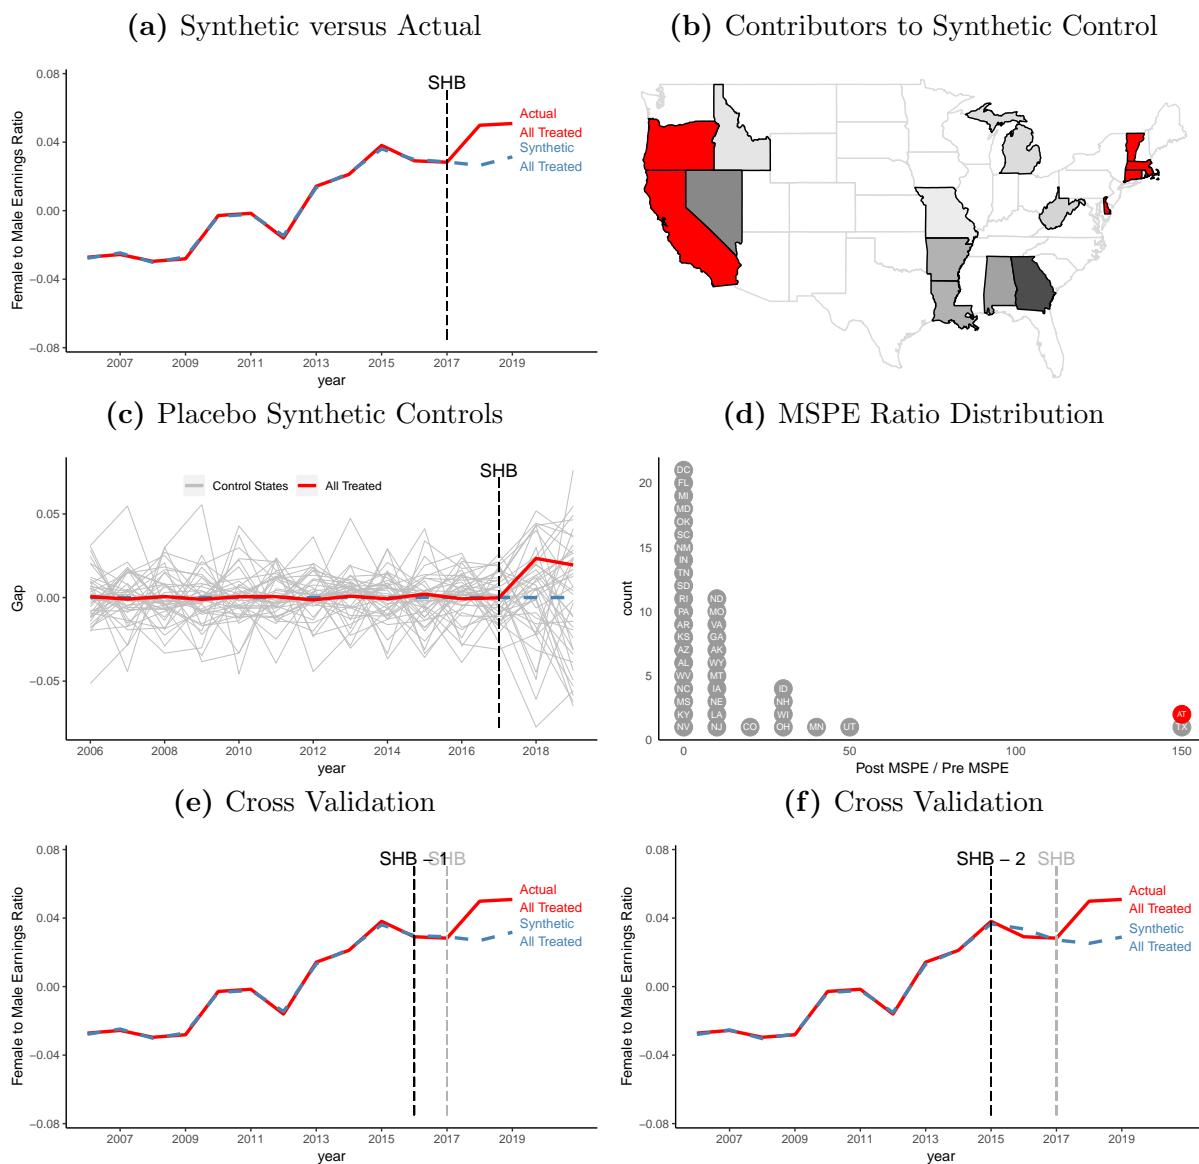 (a) Synthetic versus Actual
(b) Contributors to Synthetic Control
Female to Male Earnings Ratio
0.08
0.04
0.00
−0.04
−0.08
SHB
Actual
All Treated
Synthetic
All Treated
2007 2009 2011 2013 2015 2017 2019
year
(c) Placebo Synthetic Controls
(d) MSPE Ratio Distribution
Gap
0.05
0.00
−0.05
Control States All Treated
SHB
2006 2008 2010 2012 2014 2016 2018
year
count
20
15
10
5
0
DC
FL
MI
MD
OK
SC
NM
IN
TN
SD
RI
PA
AR
KS
AZ
AL
WV
NC
MS
KY
NV
ND
MO
VA
GA
AK
WY
MT
IA
NE
LA
NJ
CO
ID
NH
WI
OH
MN
UT
AT
TX
0 50 100 150
Post MSPE / Pre MSPE
(e) Cross Validation
(f) Cross Validation
Female to Male Earnings Ratio
0.08
0.04
0.00
−0.04
−0.08
SHB − 1
SHB
Actual
All Treated
Synthetic
All Treated
2007 2009 2011 2013 2015 2017 2019
year
Female to Male Earnings Ratio
0.08
0.04
0.00
−0.04
−0.08
SHB − 2
SHB
Actual
All Treated
Synthetic
All Treated
2007 2009 2011 2013 2015 2017 2019
year